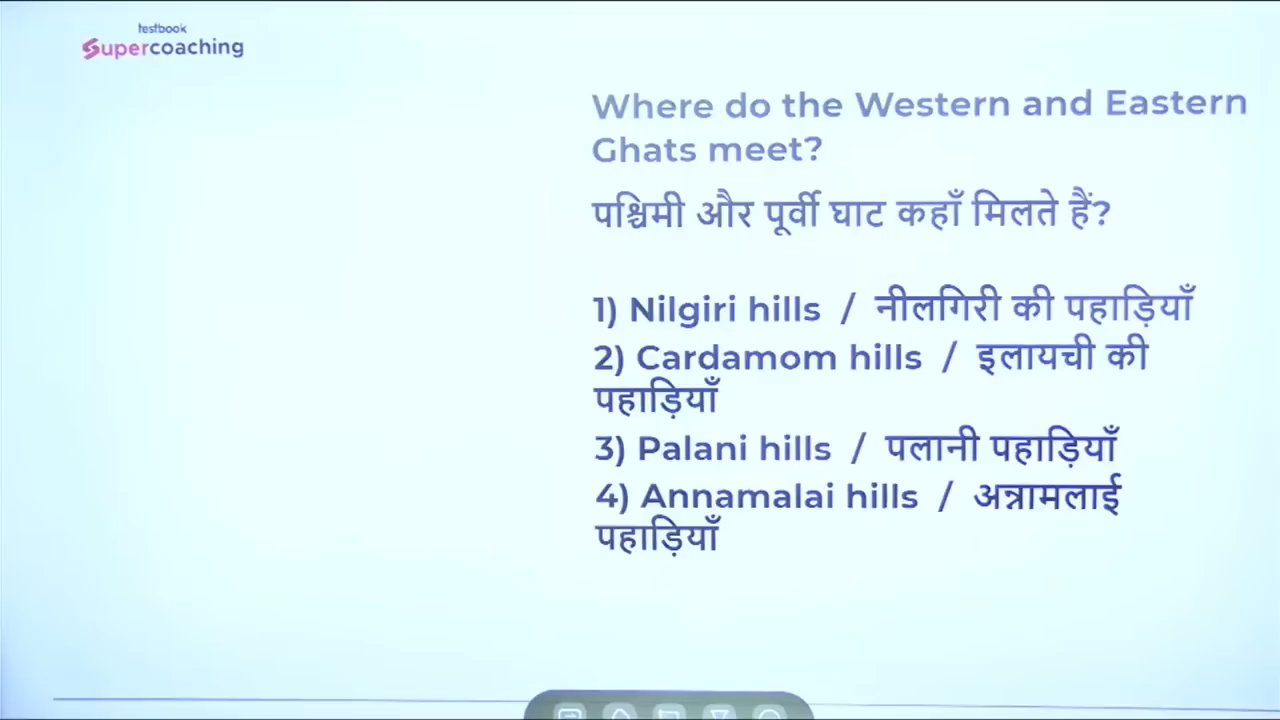 testbook
Supercoaching
Where do the Western and Eastern
Ghats meet?
पश्चिमी और पूर्वी घाट कहाँ मिलते हैं?
1) Nilgiri hills / नीलगिरी की पहाड़ियाँ
2) Cardamom hills / इलायची की
पहाड़ियाँ
3) Palani hills / पलानी पहाड़ियाँ
4) Annamalai hills / अन्नामलाई
पहाड़ियाँ